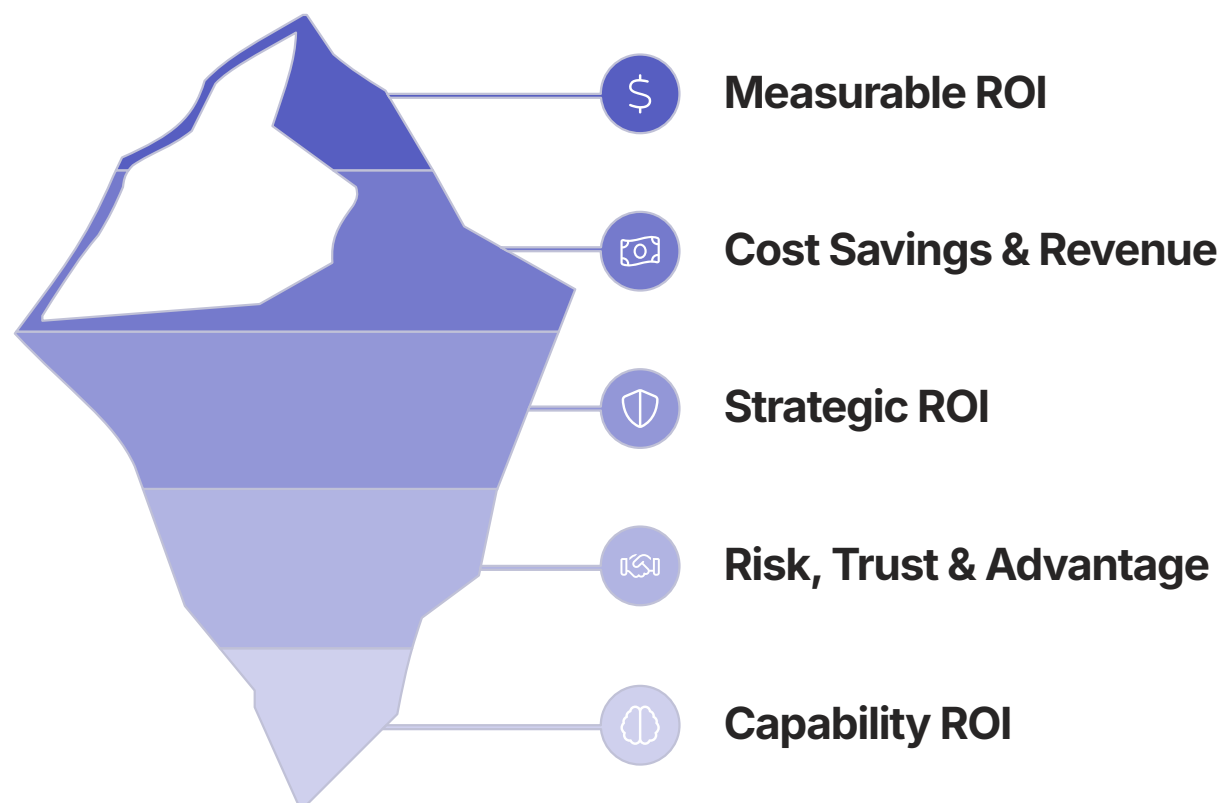 Measurable ROI
Cost Savings & Revenue
Strategic ROI
Risk, Trust & Advantage
Capability ROI